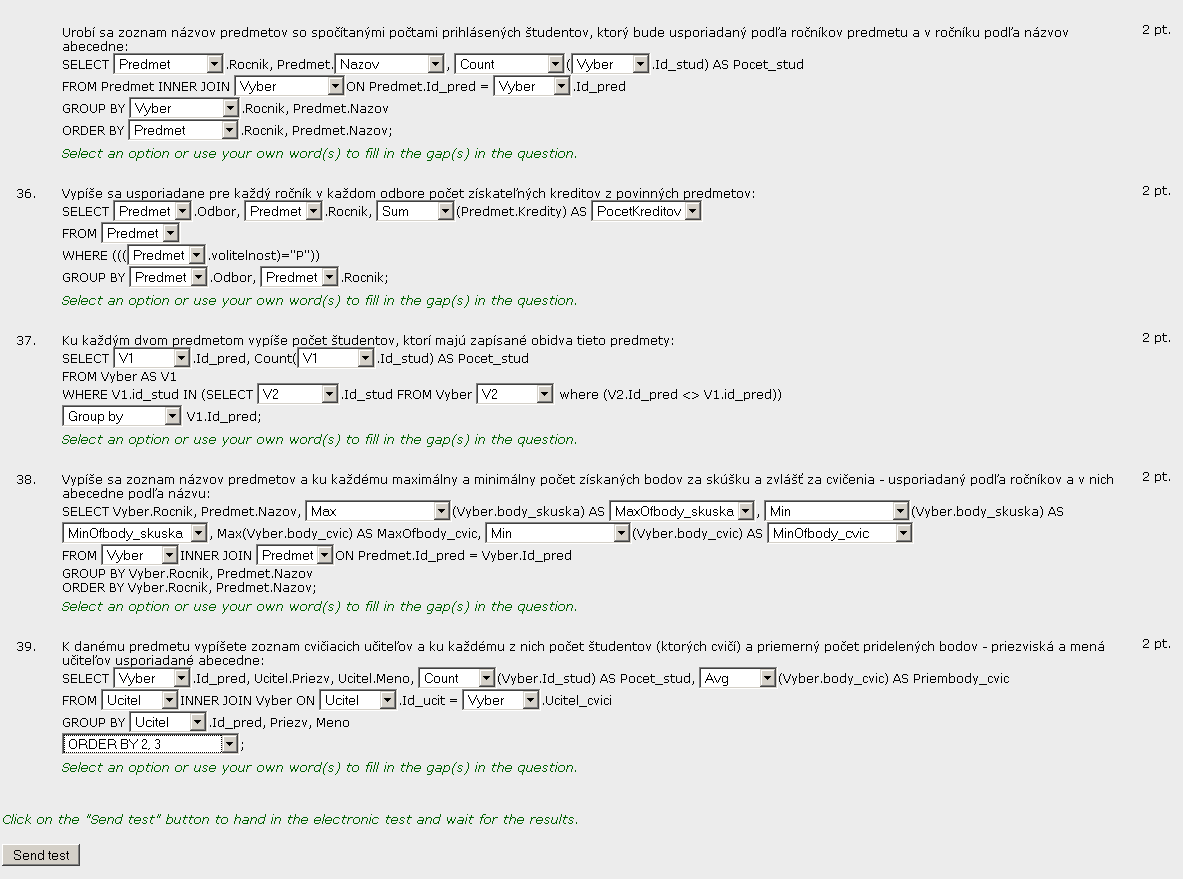 Urobí sa zoznam názvov predmetov so spočítanými počtami prihlásených študentov, ktorý bude usporiadaný podľa ročníkov predmetu a v ročníku podľa názvov 2 pt.
abecedne:
SELECT Predmet .Rocnik, Predmet. Nazov , Count ( Vyber .Id_stud) AS Pocet_stud
FROM Predmet INNER JOIN Vyber ON Predmet.Id_pred = Vyber .Id_pred
GROUP BY Vyber .Rocnik, Predmet.Nazov
ORDER BY Predmet .Rocnik, Predmet.Nazov;
Select an option or use your own word(s) to fill in the gap(s) in the question.
36. Vypíše sa usporiadane pre každý ročník v každom odbore počet získateľných kreditov z povinných predmetov: 2 pt.
SELECT Predmet .Odbor, Predmet .Rocnik, Sum (Predmet.Kredity) AS PocetKreditov
FROM Predmet
WHERE ((( Predmet .volitelnost)="P"))
GROUP BY Predmet .Odbor, Predmet .Rocnik;
Select an option or use your own word(s) to fill in the gap(s) in the question.
37. Ku každým dvom predmetom vypíše počet študentov, ktorí majú zapísané obidva tieto predmety: 2 pt.
SELECT V1 .Id_pred, Count( V1 .Id_stud) AS Pocet_stud
FROM Vyber AS V1
WHERE V1.id_stud IN (SELECT V2 .Id_stud FROM Vyber V2 where (V2.Id_pred <> V1.id_pred))
Group by V1.Id_pred;
Select an option or use your own word(s) to fill in the gap(s) in the question.
38. Vypíše sa zoznam názvov predmetov a ku každému maximálny a minimálny počet získaných bodov za skúšku a zvlášť za cvičenia - usporiadaný podľa ročníkov a v nich 2 pt.
abecedne podľa názvu:
SELECT Vyber.Rocnik, Predmet.Nazov, Max (Vyber.body_skuska) AS MaxOfbody_skuska , Min (Vyber.body_skuska) AS
MinOfbody_skuska , Max(Vyber.body_cvic) AS MaxOfbody_cvic, Min (Vyber.body_cvic) AS MinOfbody_cvic
FROM Vyber INNER JOIN Predmet ON Predmet.Id_pred = Vyber.Id_pred
GROUP BY Vyber.Rocnik, Predmet.Nazov
ORDER BY Vyber.Rocnik, Predmet.Nazov;
Select an option or use your own word(s) to fill in the gap(s) in the question.
39. K danému predmetu vypíšete zoznam cvičiacich učiteľov a ku každému z nich počet študentov (ktorých cvičí) a priemerný počet pridelených bodov - priezviská a mená 2 pt.
učiteľov usporiadané abecedne:
SELECT Vyber .Id_pred, Ucitel.Priezv, Ucitel.Meno, Count (Vyber.Id_stud) AS Pocet_stud, Avg (Vyber.body_cvic) AS Priembody_cvic
FROM Ucitel INNER JOIN Vyber ON Ucitel .Id_ucit = Vyber .Ucitel_cvici
GROUP BY Ucitel .Id_pred, Priezv, Meno
ORDER BY 2, 3 ;
Select an option or use your own word(s) to fill in the gap(s) in the question.
Click on the "Send test" button to hand in the electronic test and wait for the results.
Send test